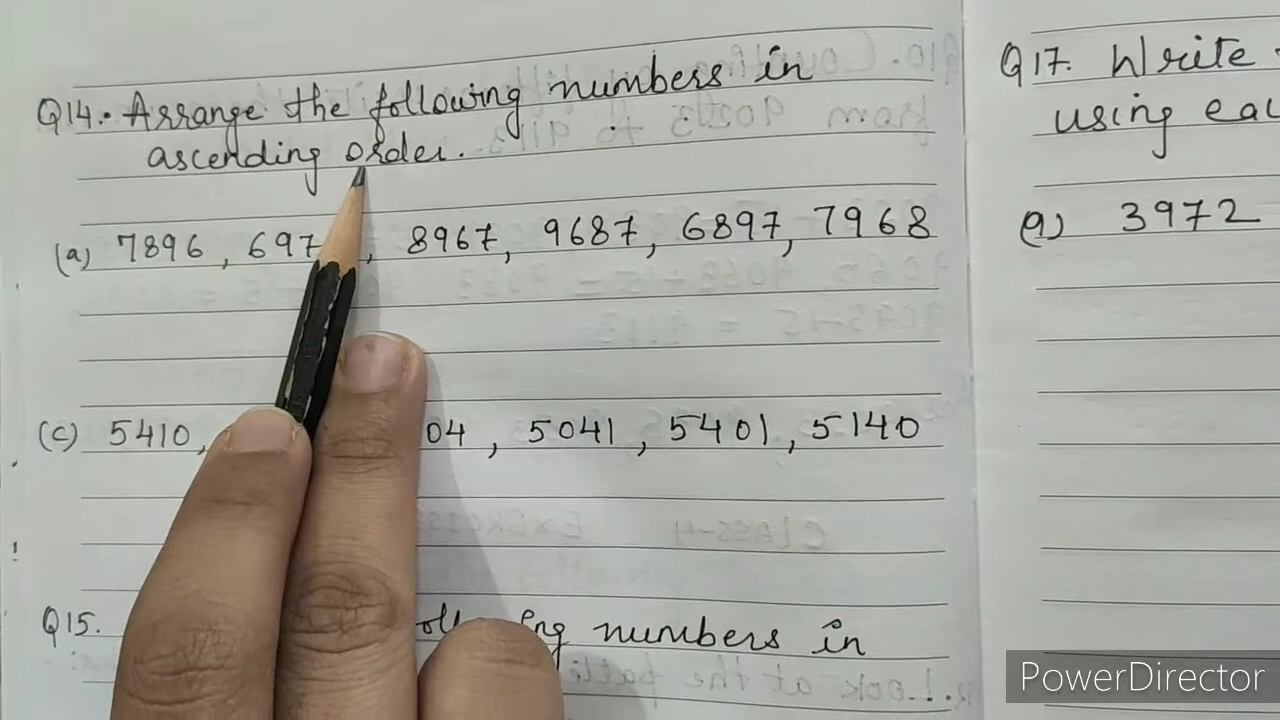 Q14. Arrange the following numbers in
ascending order.
(a) 7896, 697 , 8967, 9687, 6897, 7968
(c) 5410, 04, 5041, 5401, 5140
Q15. numbers in
Q17. Write
using
a) 3972
PowerDirector